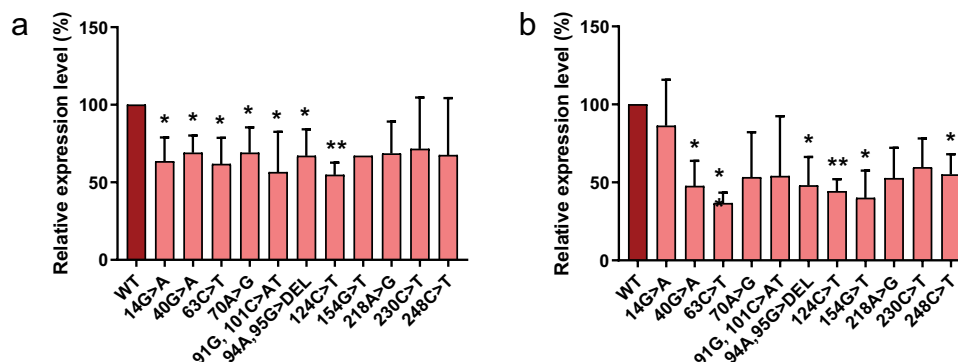 a
Relative expression level (%)
150
100
50
0
* * * * * * **
WT
14G>A
40G>A
63C>T
70A>G
91G, 101C>AT
94A,95G>DEL
124C>T
154G>T
218A>G
230C>T
248C>T
b
Relative expression level (%)
150
100
50
0
* * * * ** * *
WT
14G>A
40G>A
63C>T
70A>G
91G, 101C>AT
94A,95G>DEL
124C>T
154G>T
218A>G
230C>T
248C>T